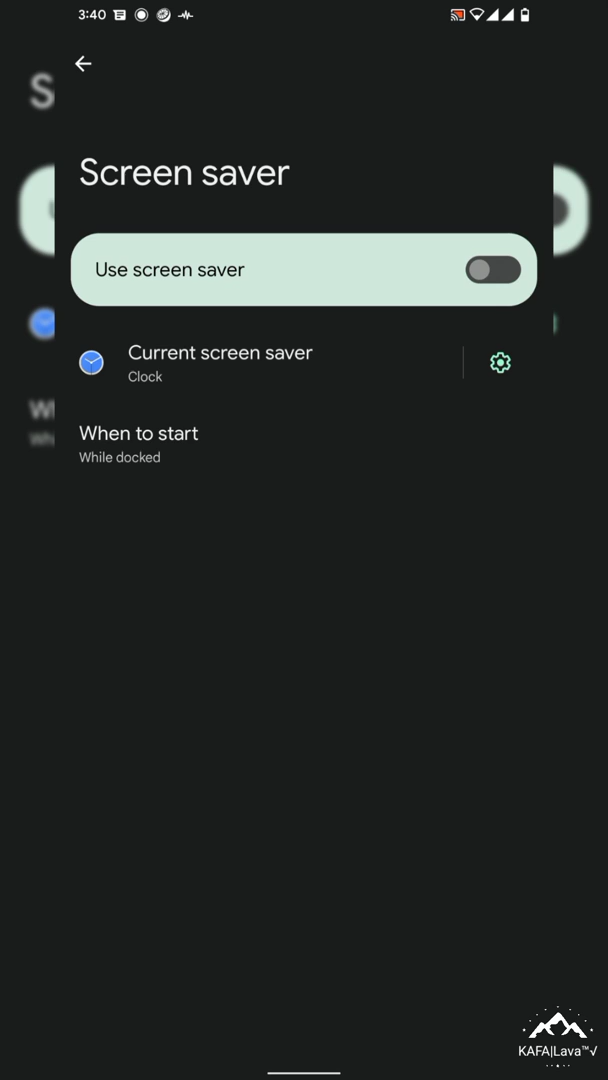 3:40
Screen saver
Use screen saver
Current screen saver
Clock
When to start
While docked
KAFA|Lava™√